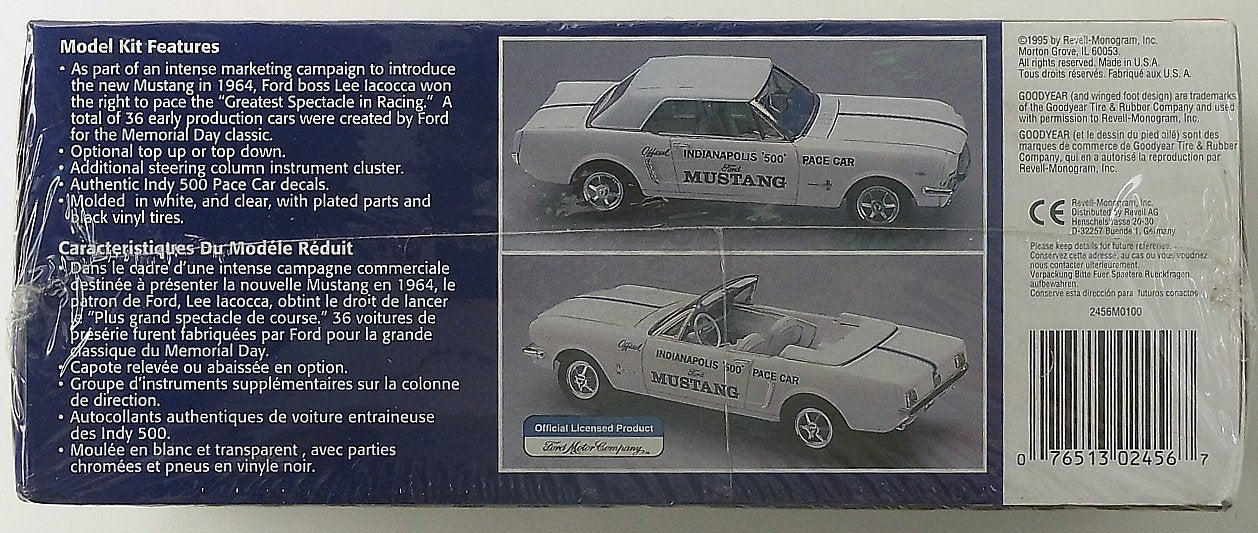 Model Kit Features
• As part of an intense marketing campaign to introduce
the new Mustang in 1964, Ford boss Lee Iacocca won
the right to pace the “Greatest Spectacle in Racing.” A
total of 36 early production cars were created by Ford
for the Memorial Day classic.
• Optional top up or top down.
• Additional steering column instrument cluster.
• Authentic Indy 500 Pace Car decals.
• Molded in white, and clear, with plated parts and
black vinyl tires.
Caracteristiques Du Modéle Réduit
• Dans le cadre d’une intense campagne commerciale
destinée à présenter la nouvelle Mustang en 1964, le
patron de Ford, Lee Iacocca, obtint le droit de lancer
le “Plus grand spectacle de course.” 36 voitures de
présérie furent fabriquées par Ford pour la grande
classique du Memorial Day.
• Capote relevée ou abaissée en option.
• Groupe d’instruments supplémentaires sur la colonne
de direction.
• Autocollants authentiques de voiture entraineuse
des Indy 500.
• Moulée en blanc et transparent , avec parties
chromées et pneus en vinyle noir.
Official INDIANAPOLIS '500' PACE CAR
Ford
MUSTANG
Official INDIANAPOLIS '500' PACE CAR
Ford
MUSTANG
Official Licensed Product
Ford Motor Company
©1995 by Revell-Monogram, Inc.
Morton Grove, IL 60053.
All rights reserved. Made in U.S.A.
Tous droits réservés. Fabriqué aux U. S. A.
GOODYEAR (and winged foot design) are trademarks
of the Goodyear Tire & Rubber Company and used
with permission to Revell-Monogram, Inc.
GOODYEAR (et le dessin du pied ailé) sont des
marques de commerce de Goodyear Tire & Rubber
Company, qui en a autorisé la reproduction par
Revell-Monogram, Inc.
CE
Revell-Monogram, Inc.
Distributed by Revell AG
Henschelstrasse 20-30
D-32257 Buende 1, Germany
Please keep details for future reference.
Conservez cette adresse, au cas ou vous voudriez
nous contacter ulterieurement.
Verpackung Bitte Fuer Spaetere Rueckfragen
aufbewahren.
Conserve esta dirección para futuros contactos
2456M0100
0 76513 02456 7